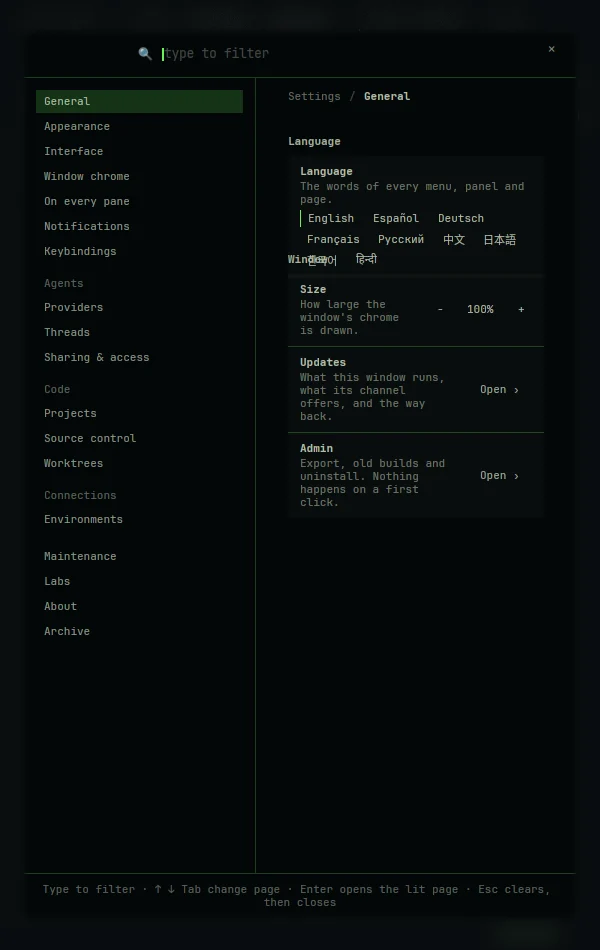 type to filter
×
General
Appearance
Interface
Window chrome
On every pane
Notifications
Keybindings
Agents
Providers
Threads
Sharing & access
Code
Projects
Source control
Worktrees
Connections
Environments
Maintenance
Labs
About
Archive
Settings / General
Language
Language
The words of every menu, panel and
page.
English Español Deutsch
Français Русский 中文 日本語
한국어 हिन्दी
Window
Size
How large the
window's chrome
is drawn.
- 100% +
Updates
What this window runs,
what its channel
offers, and the way
back.
Open ›
Admin
Export, old builds and
uninstall. Nothing
happens on a first
click.
Open ›
Type to filter · ↑ ↓ Tab change page · Enter opens the lit page · Esc clears,
then closes